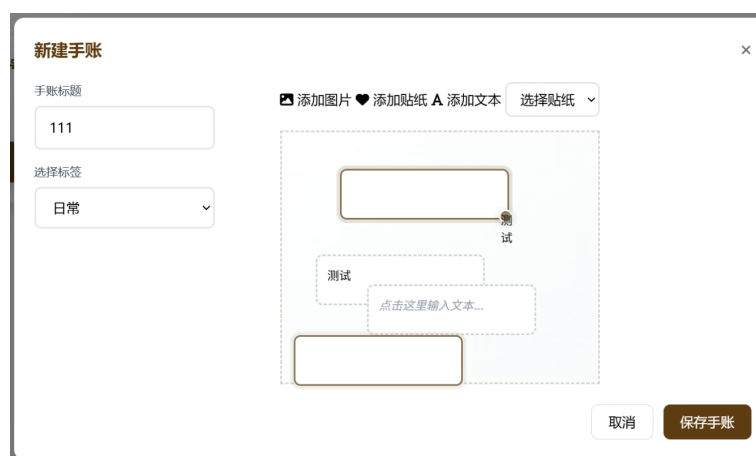 新建手账
×
手账标题
111
选择标签
日常
添加图片 添加贴纸 A 添加文本 选择贴纸
测
试
测试
点击这里输入文本...
取消 保存手账